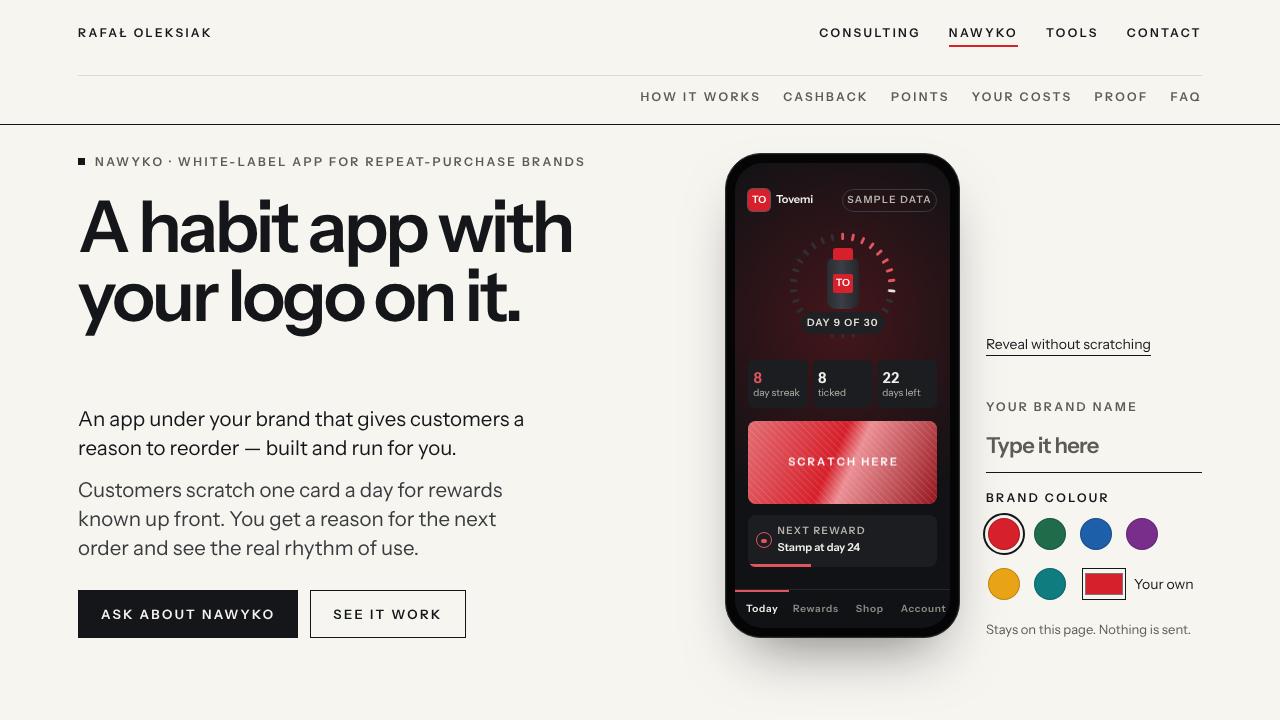 RAFAŁ OLEKSIAK
CONSULTING
NAWYKO
TOOLS
CONTACT
HOW IT WORKS
CASHBACK
POINTS
YOUR COSTS
PROOF
FAQ
NAWYKO · WHITE-LABEL APP FOR REPEAT-PURCHASE BRANDS
A habit app with
your logo on it.
An app under your brand that gives customers a
reason to reorder — built and run for you.
Customers scratch one card a day for rewards
known up front. You get a reason for the next
order and see the real rhythm of use.
ASK ABOUT NAWYKO
SEE IT WORK
TO
Tovemi
SAMPLE DATA
TO
DAY 9 OF 30
8
day streak
8
ticked
22
days left
SCRATCH HERE
NEXT REWARD
Stamp at day 24
Today
Rewards
Shop
Account
Reveal without scratching
YOUR BRAND NAME
Type it here
BRAND COLOUR
Your own
Stays on this page. Nothing is sent.